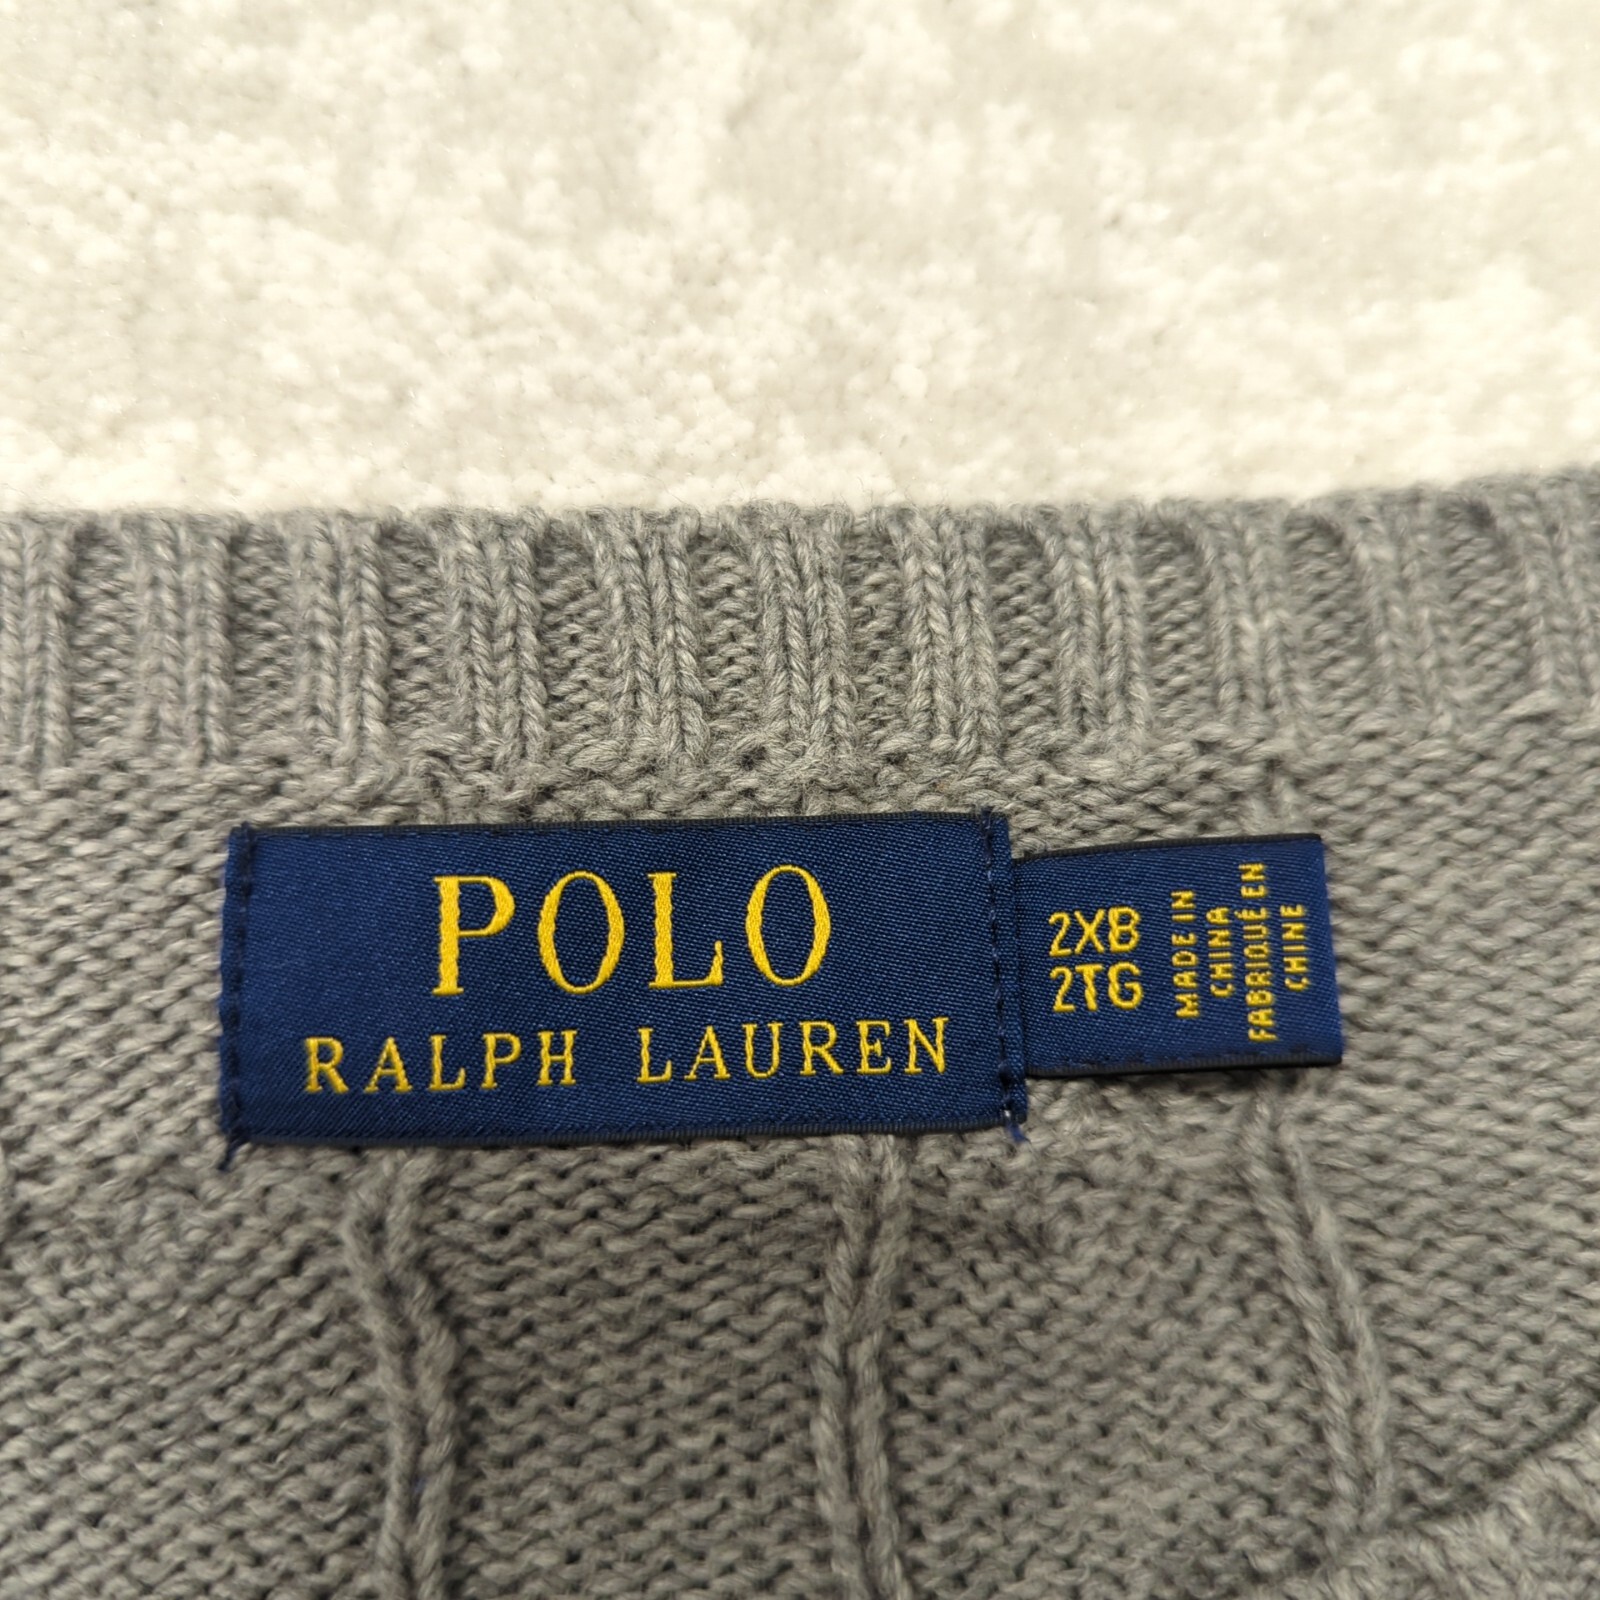 POLO
RALPH LAUREN
2XB
2TG
MADE IN
CHINA
FABRIQUÉ EN
CHINE